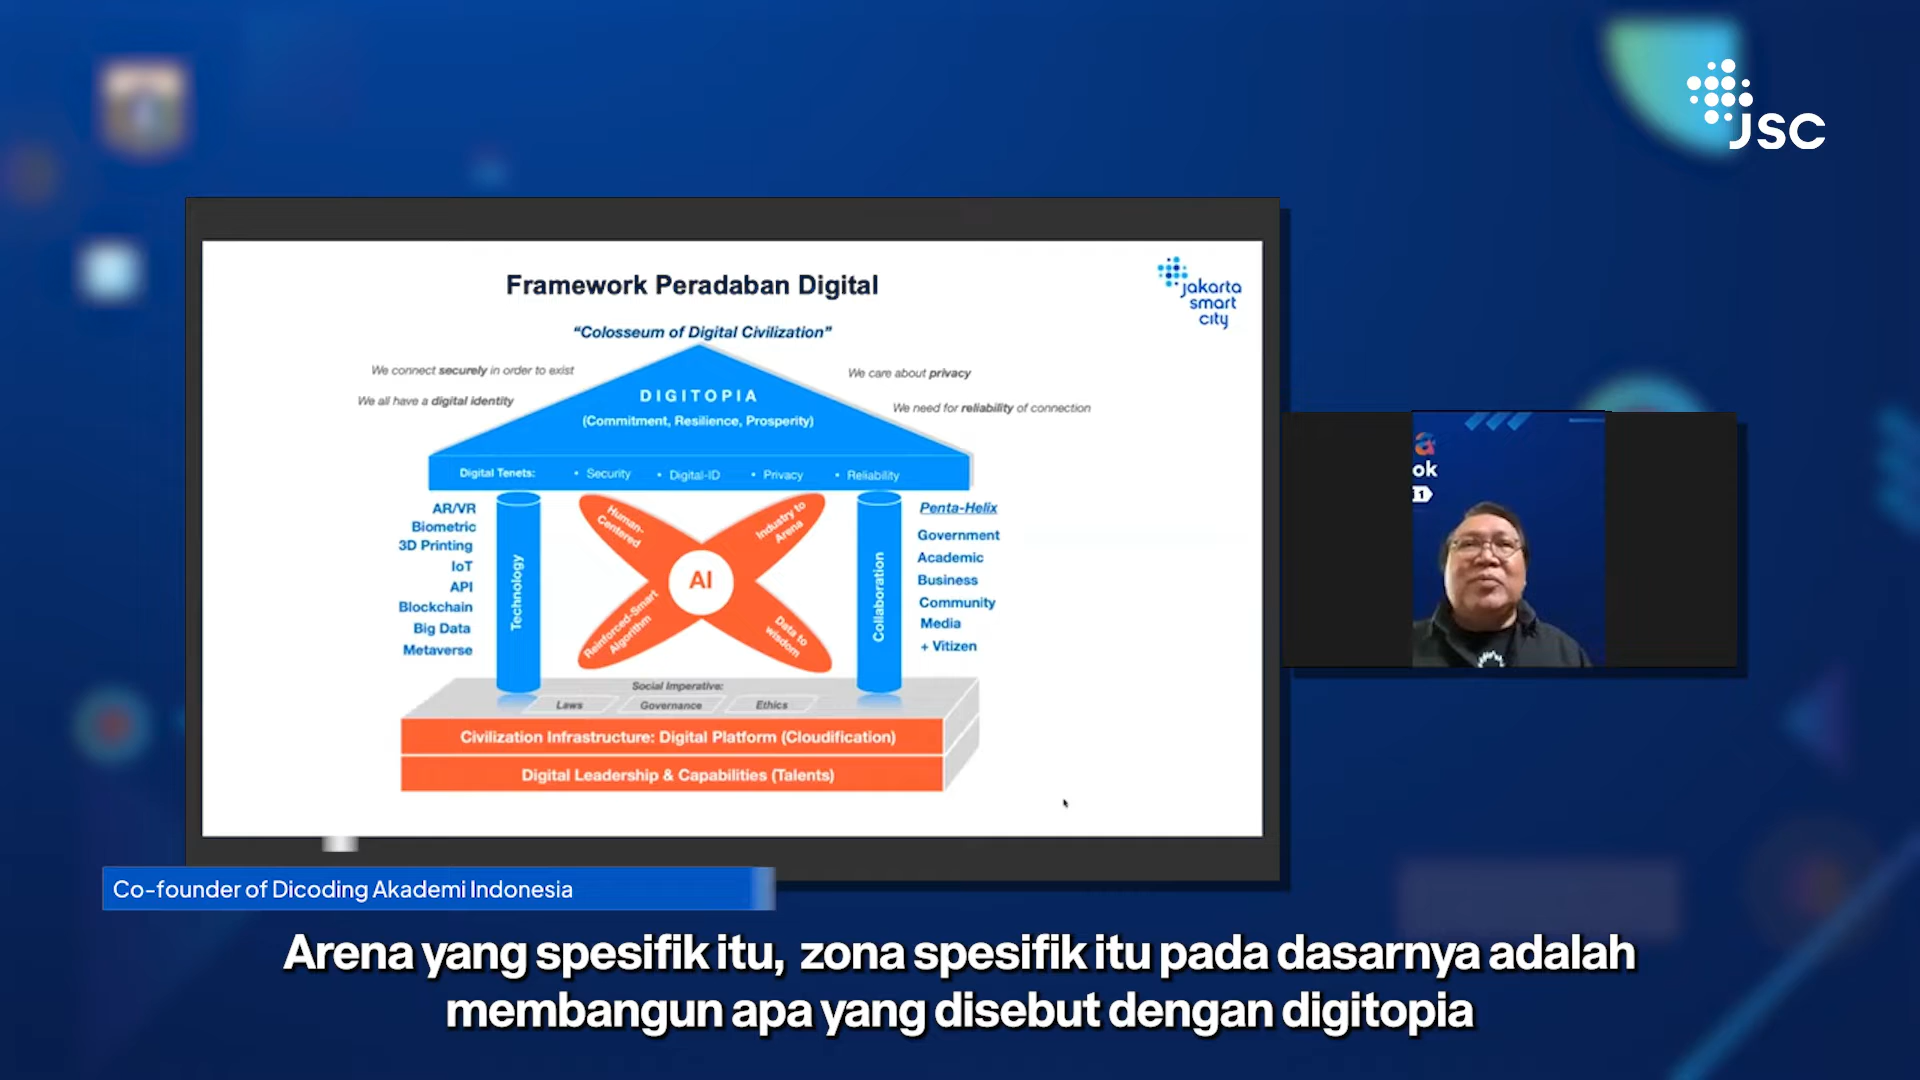 JSC
Framework Peradaban Digital
jakarta
smart
city
“Colosseum of Digital Civilization”
We connect securely in order to exist
We all have a digital identity
We care about privacy
We need for reliability of connection
DIGITOPIA
(Commitment, Resilience, Prosperity)
Digital Tenets: • Security • Digital-ID • Privacy • Reliability
AR/VR
Biometric
3D Printing
IoT
API
Blockchain
Big Data
Metaverse
Technology
Human-
Centered
Industry to
Arena
AI
Reinforced-Smart
Algorithm
Data to
wisdom
Collaboration
Penta-Helix
Government
Academic
Business
Community
Media
+ Vitizen
Social Imperative:
Laws Governance Ethics
Civilization Infrastructure: Digital Platform (Cloudification)
Digital Leadership & Capabilities (Talents)
a
ok
1
Co-founder of Dicoding Akademi Indonesia
Arena yang spesifik itu, zona spesifik itu pada dasarnya adalah
membangun apa yang disebut dengan digitopia